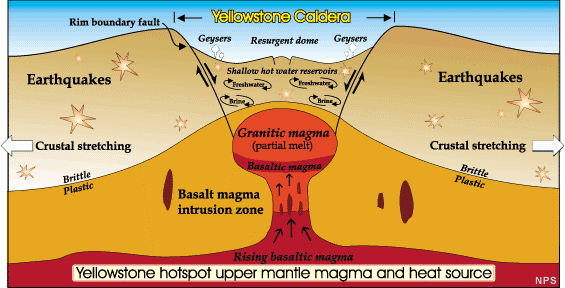 Yellowstone Caldera
Rim boundary fault
Geysers
Resurgent dome
Geysers
Shallow hot water reservoirs
Freshwater
Freshwater
Brine
Brine
Earthquakes
Earthquakes
Granitic magma
(partial melt)
Crustal stretching
Crustal stretching
Basaltic magma
Brittle
Plastic
Brittle
Plastic
Basalt magma
intrusion zone
Rising basaltic magma
Yellowstone hotspot upper mantle magma and heat source
NPS